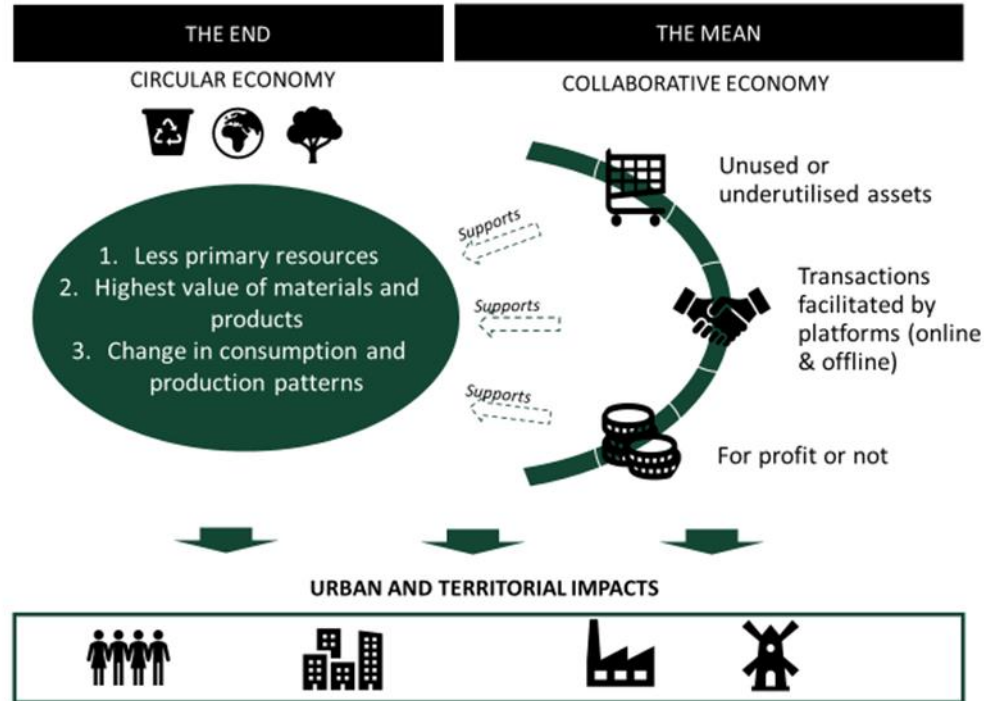 THE END
THE MEAN
CIRCULAR ECONOMY
COLLABORATIVE ECONOMY
1. Less primary resources
2. Highest value of materials and
products
3. Change in consumption and
production patterns
Supports
Supports
Supports
Unused or
underutilised assets
Transactions
facilitated by
platforms (online
& offline)
For profit or not
URBAN AND TERRITORIAL IMPACTS